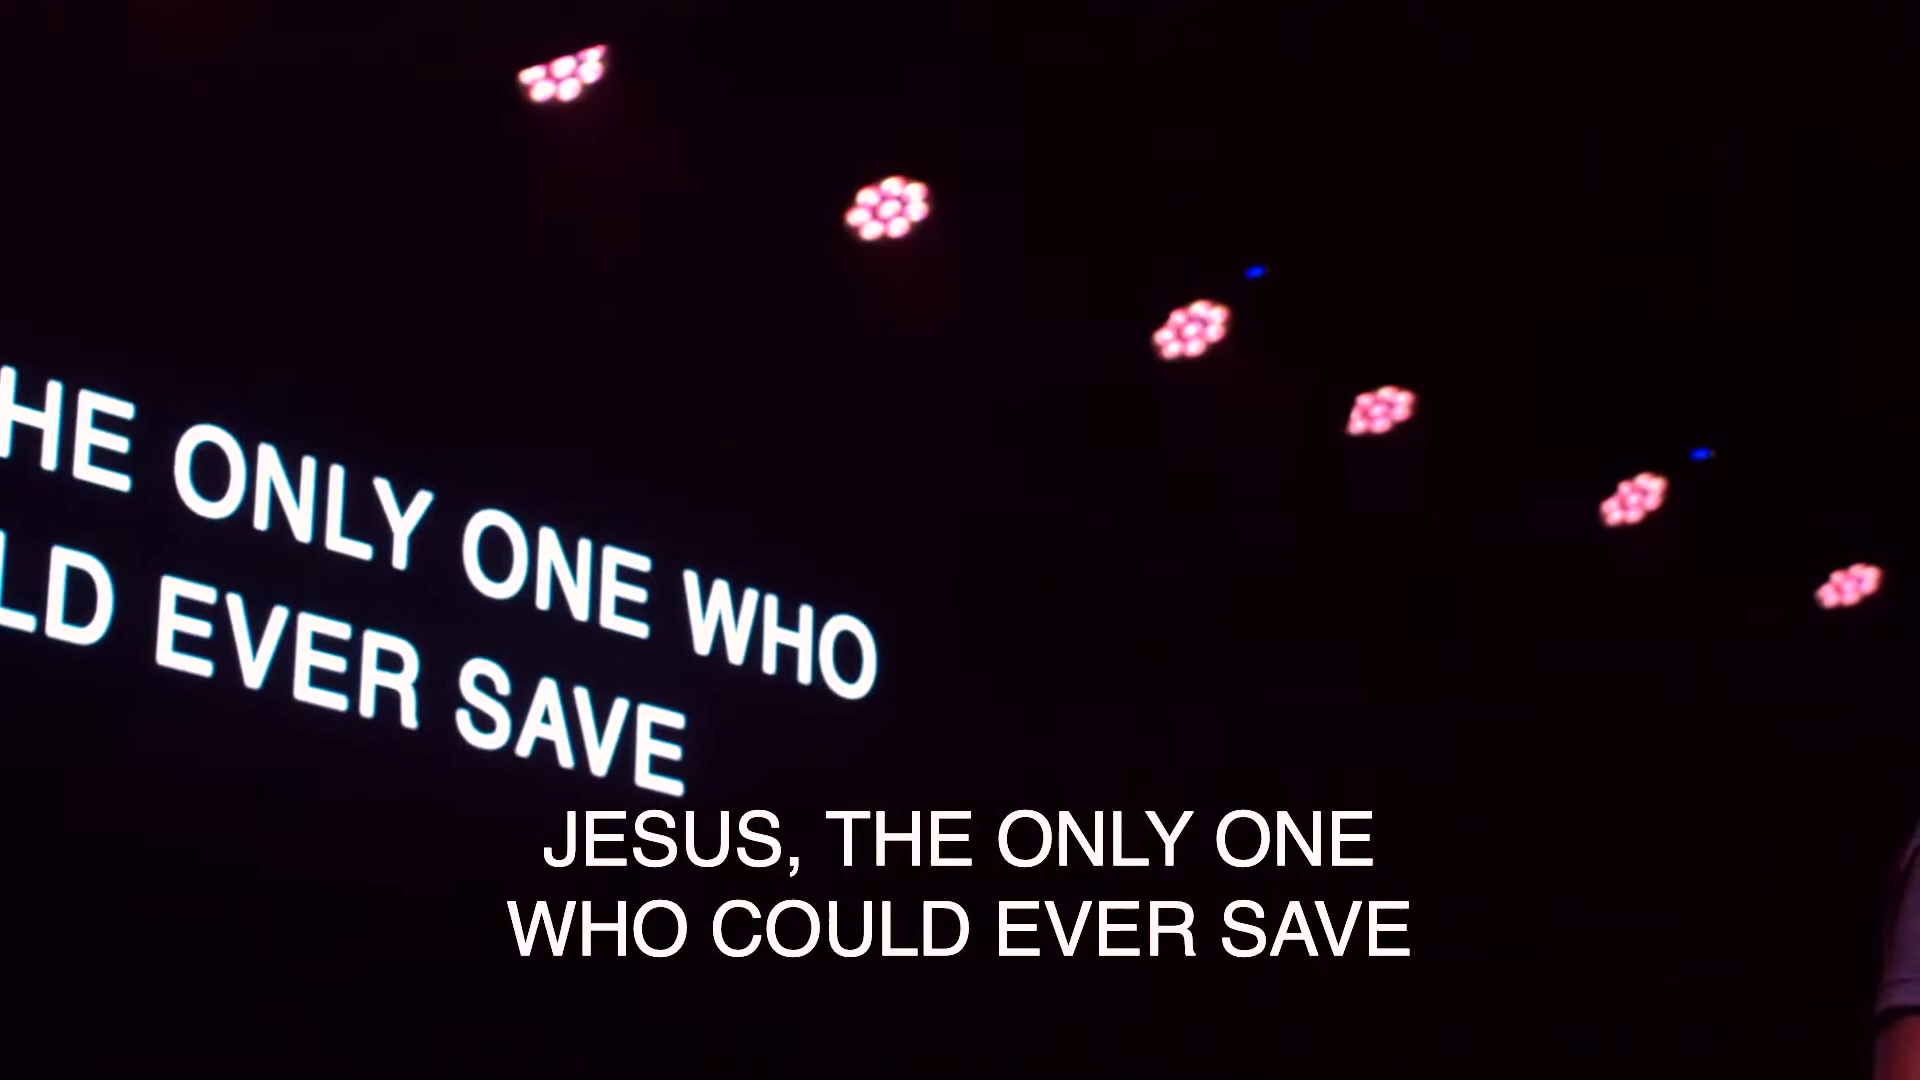 HE ONLY ONE WHO
LD EVER SAVE
JESUS, THE ONLY ONE
WHO COULD EVER SAVE